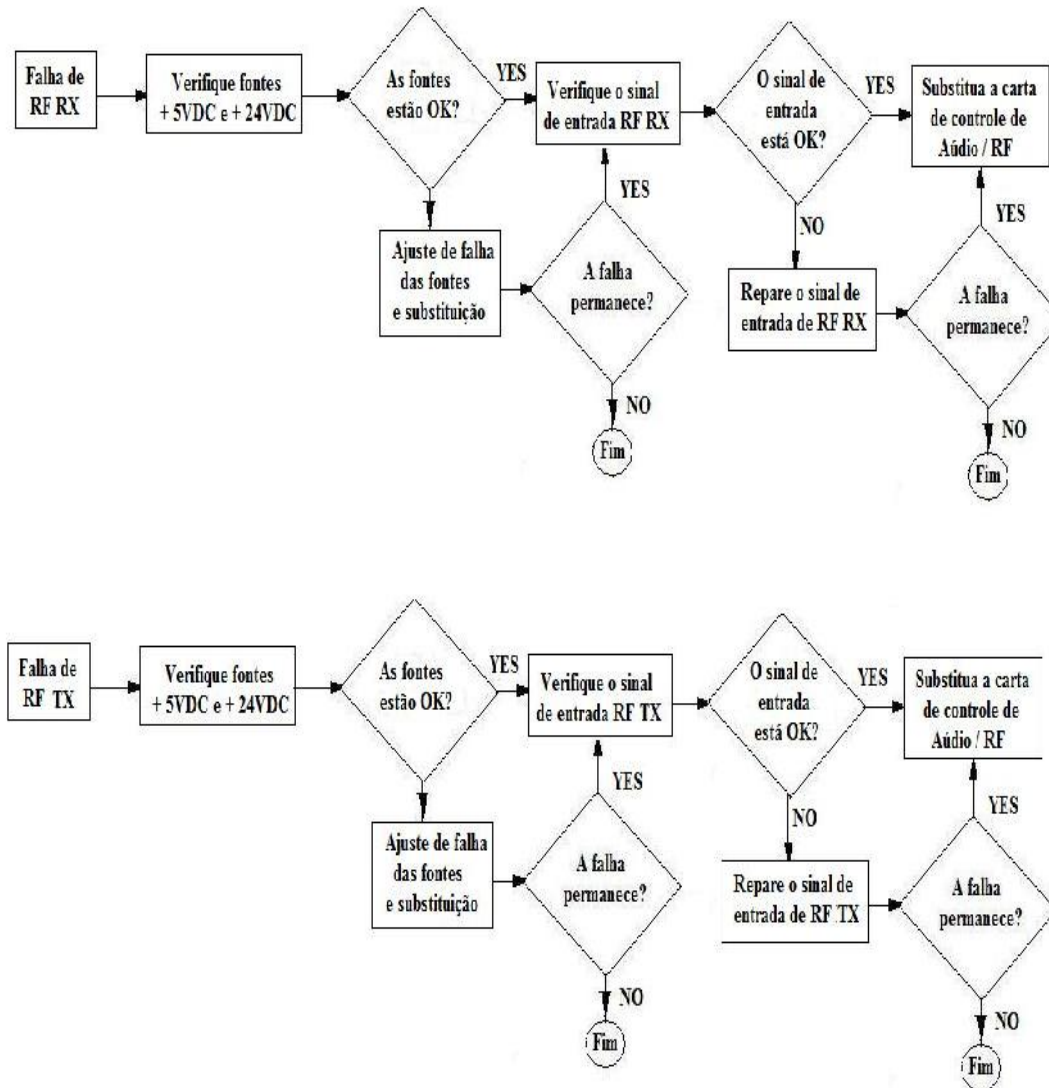 Falha de
RF RX
Verifique fontes
+ 5VDC e + 24VDC
As fontes
estão OK?
YES
Verifique o sinal
de entrada RF RX
O sinal de
entrada
está OK?
YES
Substitua a carta
de controle de
Aúdio / RF
Ajuste de falha
das fontes
e substituição
A falha
permanece?
YES
NO
Fim
NO
Repare o sinal de
entrada de RF RX
A falha
permanece?
YES
NO
Fim
Falha de
RF TX
Verifique fontes
+ 5VDC e + 24VDC
As fontes
estão OK?
YES
Verifique o sinal
de entrada RF TX
O sinal de
entrada
está OK?
YES
Substitua a carta
de controle de
Aúdio / RF
Ajuste de falha
das fontes
e substituição
A falha
permanece?
YES
NO
Fim
NO
Repare o sinal de
entrada de RF TX
A falha
permanece?
YES
NO
Fim